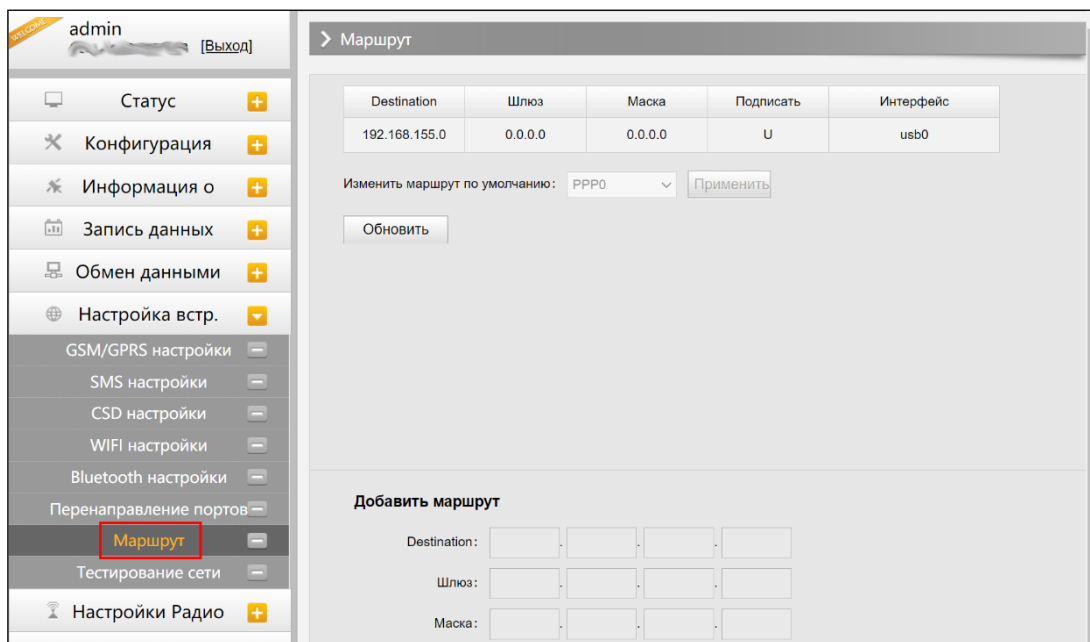 WELCOME
admin
[Выход]
Статус
Конфигурация
Информация о
Запись данных
Обмен данными
Настройка встр.
GSM/GPRS настройки
SMS настройки
CSD настройки
WIFI настройки
Bluetooth настройки
Перенаправление портов
Маршрут
Тестирование сети
Настройки Радио
Маршрут
Destination Шлюз Маска Подписать Интерфейс
192.168.155.0 0.0.0.0 0.0.0.0 U usb0
Изменить маршрут по умолчанию: PPP0 Применить
Обновить
Добавить маршрут
Destination: . . .
Шлюз: . . .
Маска: . . .